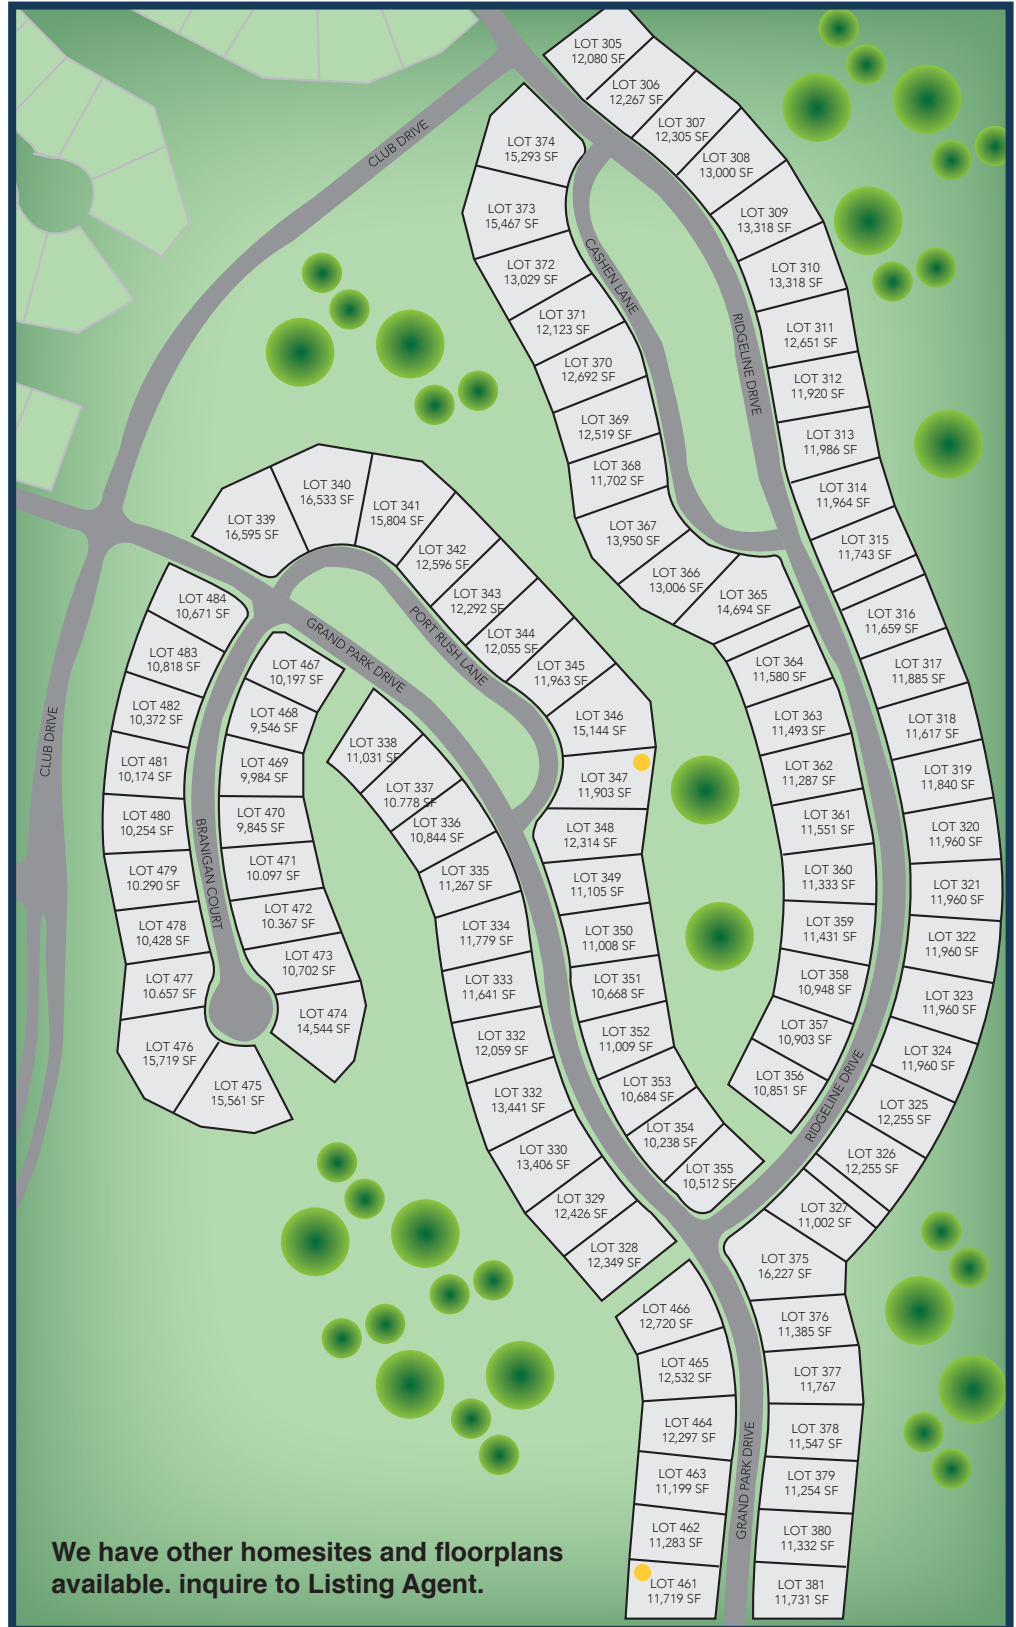 LOT 305
12,080 SF
LOT 306
12,267 SF
LOT 307
12,305 SF
LOT 308
13,000 SF
LOT 309
13,318 SF
LOT 310
13,318 SF
LOT 311
12,651 SF
LOT 312
11,920 SF
LOT 313
11,986 SF
LOT 314
11,964 SF
LOT 315
11,743 SF
LOT 316
11,659 SF
LOT 317
11,885 SF
LOT 318
11,617 SF
LOT 319
11,840 SF
LOT 320
11,960 SF
LOT 321
11,960 SF
LOT 322
11,960 SF
LOT 323
11,960 SF
LOT 324
11,960 SF
LOT 325
12,255 SF
LOT 326
12,255 SF
LOT 327
11,002 SF
CLUB DRIVE
CASHEN LANE
RIDGELINE DRIVE
LOT 374
15,293 SF
LOT 373
15,467 SF
LOT 372
13,029 SF
LOT 371
12,123 SF
LOT 370
12,692 SF
LOT 369
12,519 SF
LOT 368
11,702 SF
LOT 367
13,950 SF
LOT 366
13,006 SF
LOT 365
14,694 SF
LOT 364
11,580 SF
LOT 363
11,493 SF
LOT 362
11,287 SF
LOT 361
11,551 SF
LOT 360
11,333 SF
LOT 359
11,431 SF
LOT 358
10,948 SF
LOT 357
10,903 SF
LOT 356
10,851 SF
RIDGELINE DRIVE
LOT 339
16,595 SF
LOT 340
16,533 SF
LOT 341
15,804 SF
LOT 342
12,596 SF
LOT 343
12,292 SF
LOT 344
12,055 SF
LOT 345
11,963 SF
LOT 346
15,144 SF
LOT 347
11,903 SF
LOT 348
12,314 SF
LOT 349
11,105 SF
LOT 350
11,008 SF
LOT 351
10,668 SF
LOT 352
11,009 SF
LOT 353
10,684 SF
LOT 354
10,238 SF
LOT 355
10,512 SF
PORT RUSH LANE
GRAND PARK DRIVE
CLUB DRIVE
BRANIGAN COURT
LOT 484
10,671 SF
LOT 483
10,818 SF
LOT 482
10,372 SF
LOT 481
10,174 SF
LOT 480
10,254 SF
LOT 479
10.290 SF
LOT 478
10,428 SF
LOT 477
10.657 SF
LOT 476
15,719 SF
LOT 475
15,561 SF
LOT 467
10,197 SF
LOT 468
9,546 SF
LOT 469
9,984 SF
LOT 470
9,845 SF
LOT 471
10.097 SF
LOT 472
10.367 SF
LOT 473
10,702 SF
LOT 474
14,544 SF
LOT 338
11,031 SF
LOT 337
10.778 SF
LOT 336
10,844 SF
LOT 335
11,267 SF
LOT 334
11,779 SF
LOT 333
11,641 SF
LOT 332
12,059 SF
LOT 332
13,441 SF
LOT 330
13,406 SF
LOT 329
12,426 SF
LOT 328
12,349 SF
LOT 375
16,227 SF
LOT 376
11,385 SF
LOT 377
11,767
LOT 378
11,547 SF
LOT 379
11,254 SF
LOT 380
11,332 SF
LOT 381
11,731 SF
LOT 466
12,720 SF
LOT 465
12,532 SF
LOT 464
12,297 SF
LOT 463
11,199 SF
LOT 462
11,283 SF
LOT 461
11,719 SF
GRAND PARK DRIVE
We have other homesites and floorplans
available. inquire to Listing Agent.